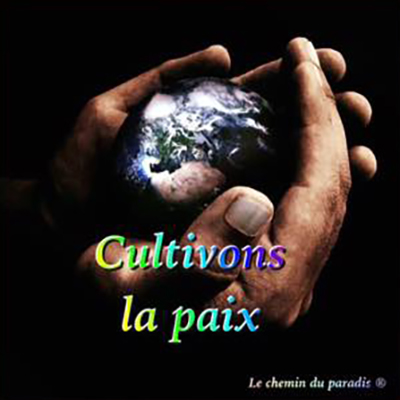 Cultivons
la paix
Le chemin du paradis ®